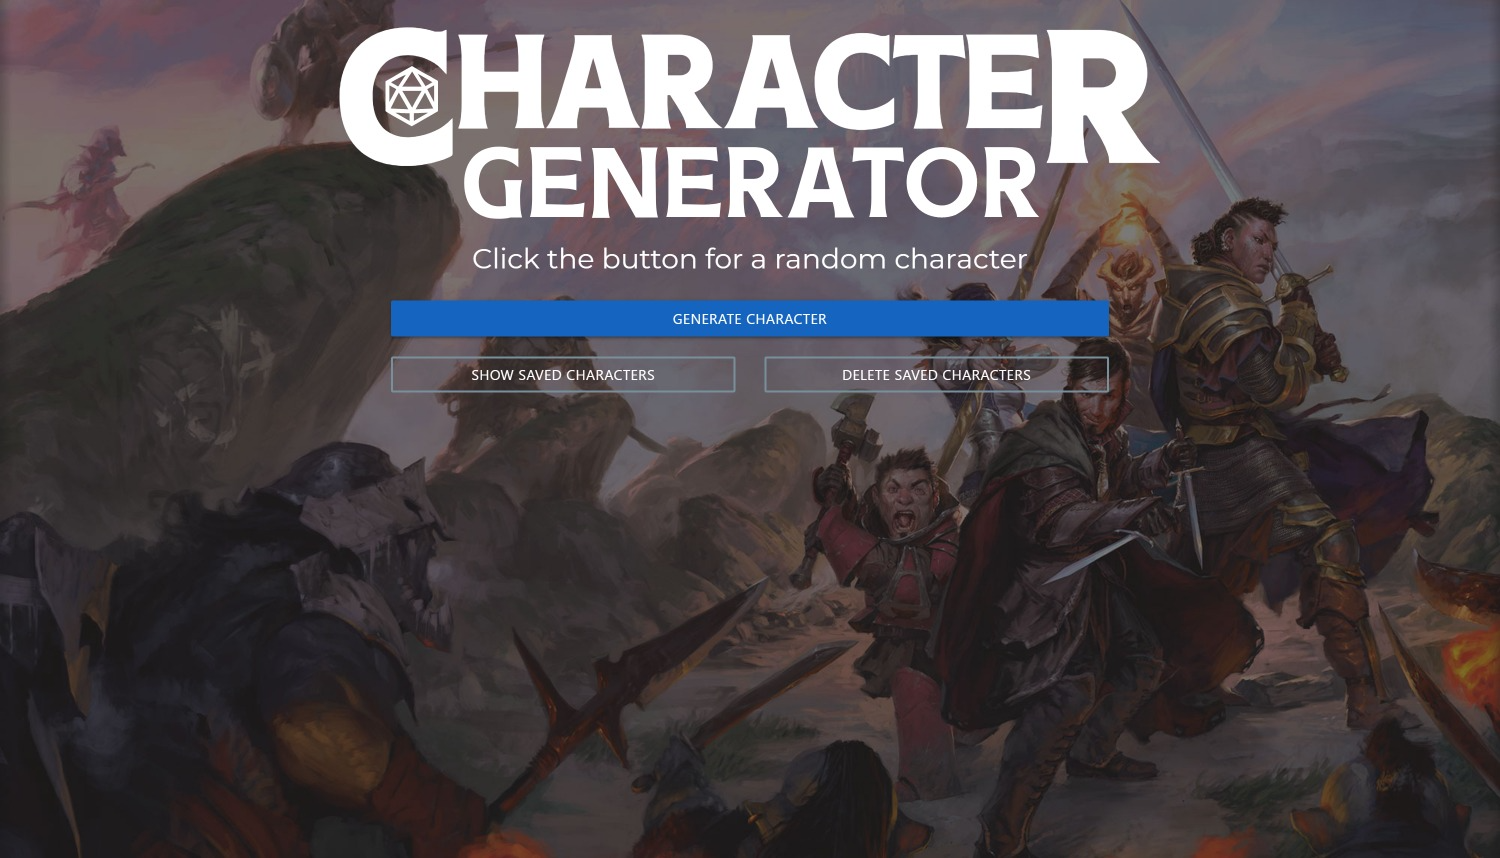 CHARACTER
GENERATOR
Click the button for a random character
GENERATE CHARACTER
SHOW SAVED CHARACTERS
DELETE SAVED CHARACTERS